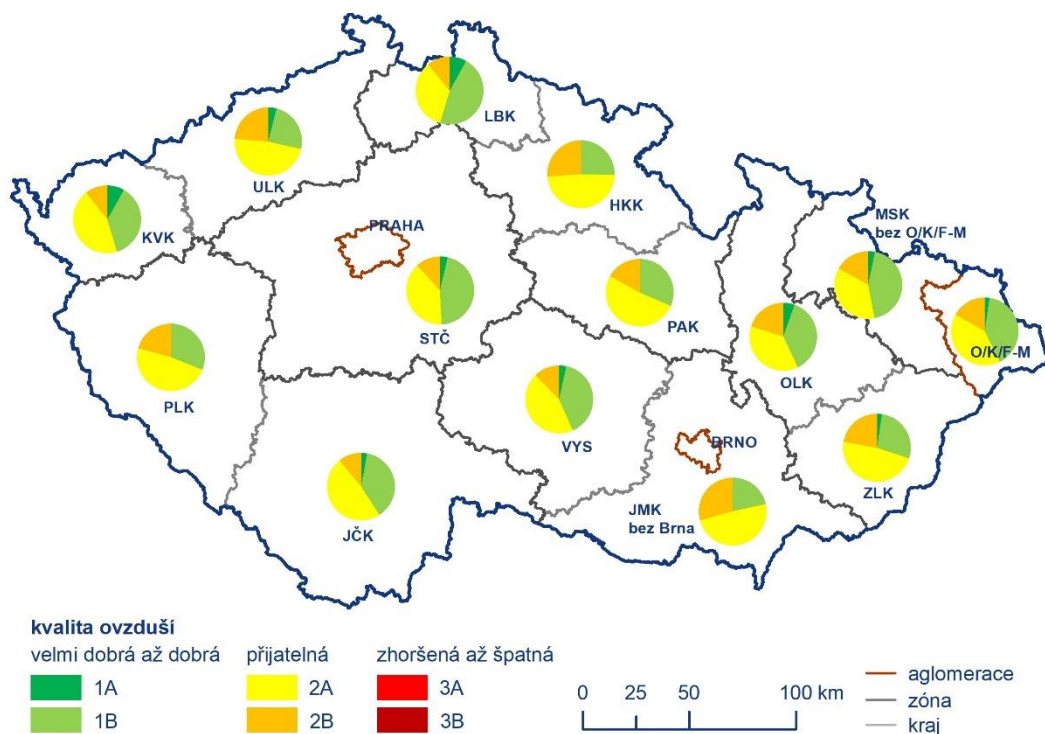 LBK
ULK
HKK
KVK
PRAHA
MSK
bez O/K/F-M
STČ
PAK
O/K/F-M
OLK
PLK
VYS
BRNO
ZLK
JČK
JMK
bez Brna
kvalita ovzduší
velmi dobrá až dobrá
přijatelná
zhoršená až špatná
1A
2A
3A
1B
2B
3B
0
25
50
100 km
aglomerace
zóna
kraj